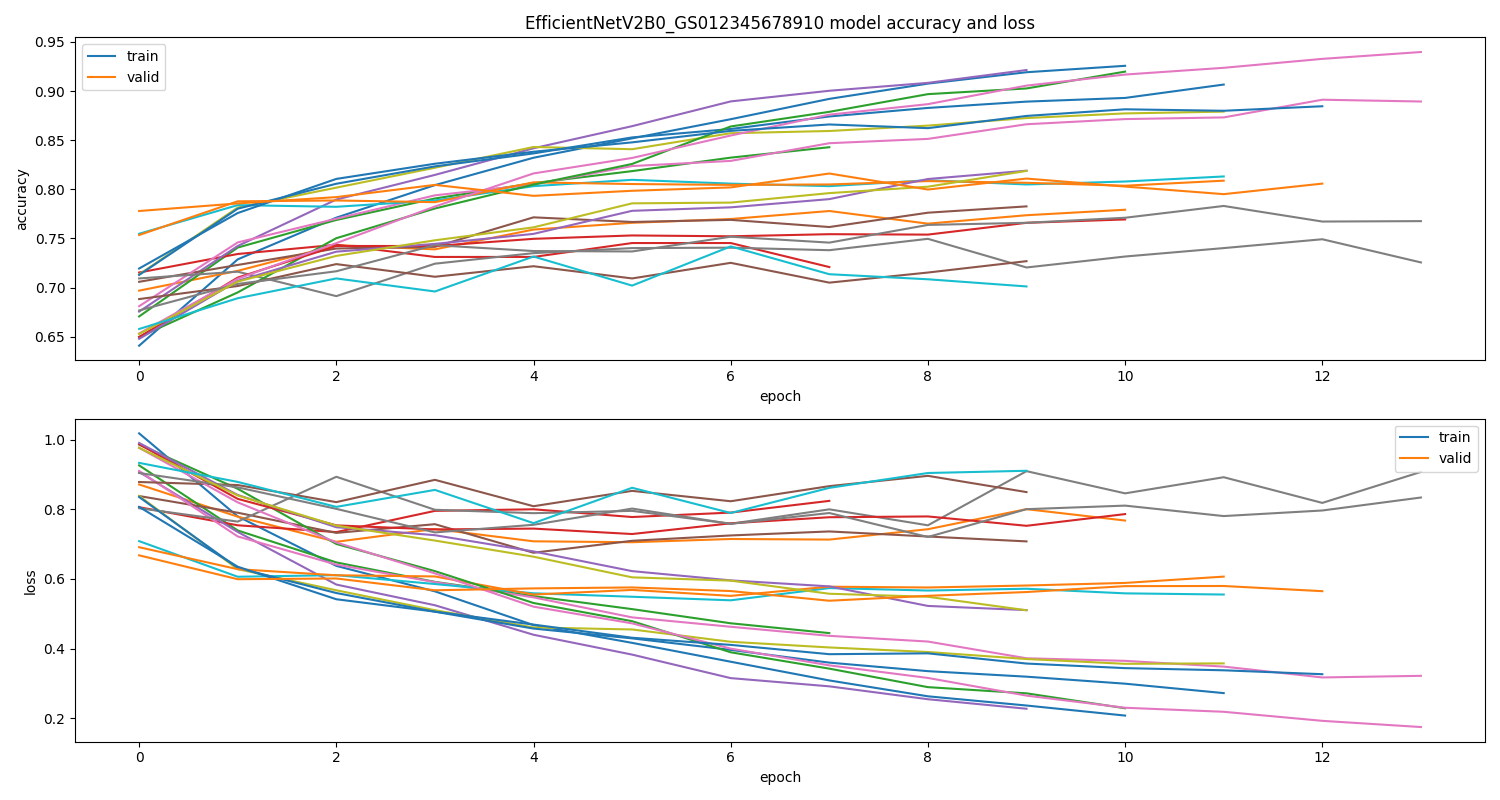 EfficientNetV2B0_GS012345678910 model accuracy and loss
0.95
0.90
0.85
0.80
0.75
0.70
0.65
accuracy
train
valid
0 2 4 6 8 10 12
epoch
1.0
0.8
0.6
0.4
0.2
loss
train
valid
0 2 4 6 8 10 12
epoch